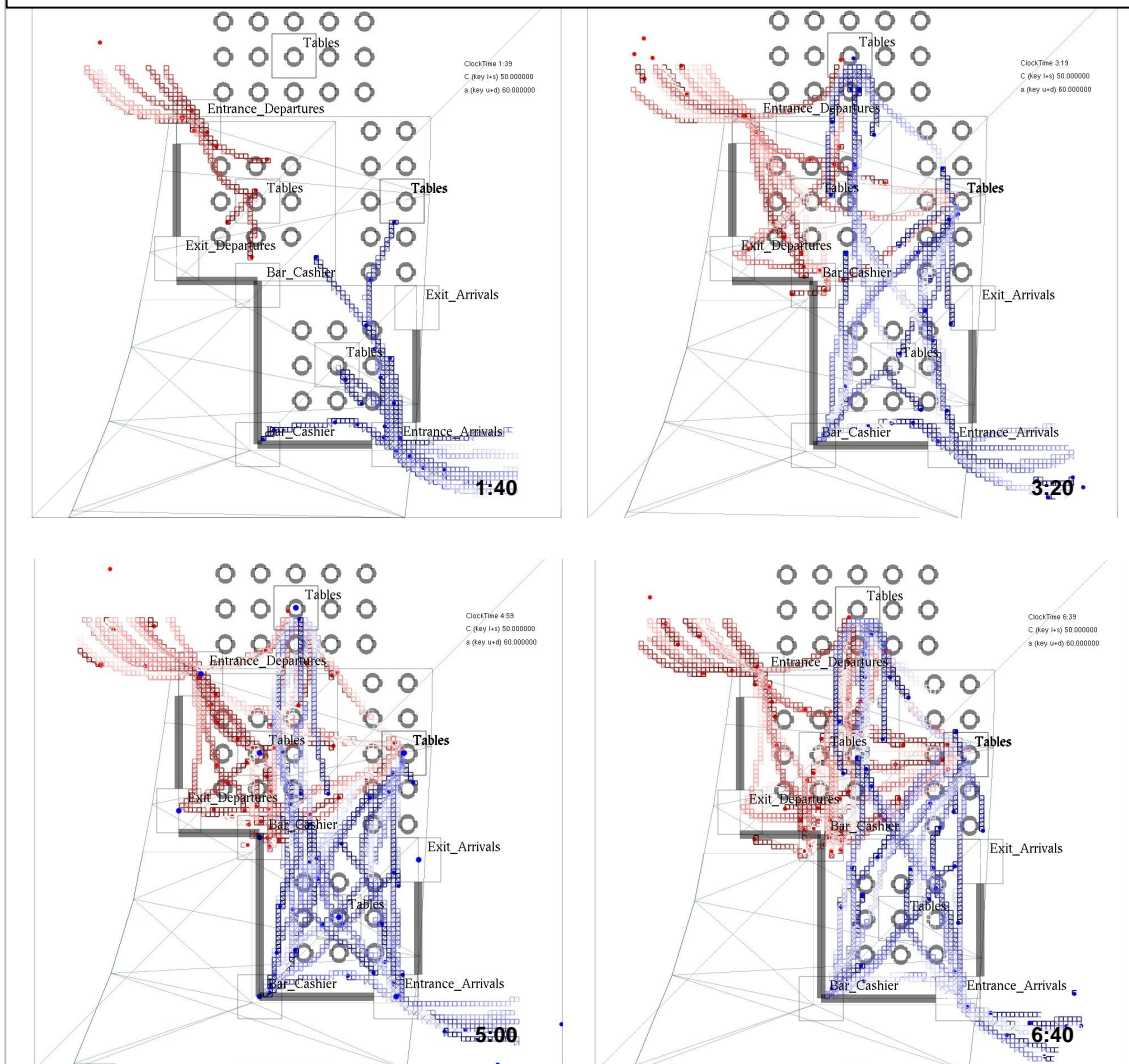 Tables
ClockTime 1:39
C (key l+s) 50.000000
a (key u+d) 60.000000
Entrance_Departures
Tables
Tables
Exit_Departures
Bar_Cashier
Exit_Arrivals
Tables
Bar_Cashier
Entrance_Arrivals
1:40
Tables
ClockTime 3:19
C (key l+s) 50.000000
a (key u+d) 60.000000
Entrance_Departures
Tables
Tables
Exit_Departures
Bar_Cashier
Exit_Arrivals
Tables
Bar_Cashier
Entrance_Arrivals
3:20
Tables
ClockTime 4:59
C (key l+s) 50.000000
a (key u+d) 60.000000
Entrance_Departures
Tables
Tables
Exit_Departures
Bar_Cashier
Exit_Arrivals
Tables
Bar_Cashier
Entrance_Arrivals
5:00
Tables
ClockTime 6:39
C (key l+s) 50.000000
a (key u+d) 60.000000
Entrance_Departures
Tables
Tables
Exit_Departures
Bar_Cashier
Exit_Arrivals
Tables
Bar_Cashier
Entrance_Arrivals
6:40